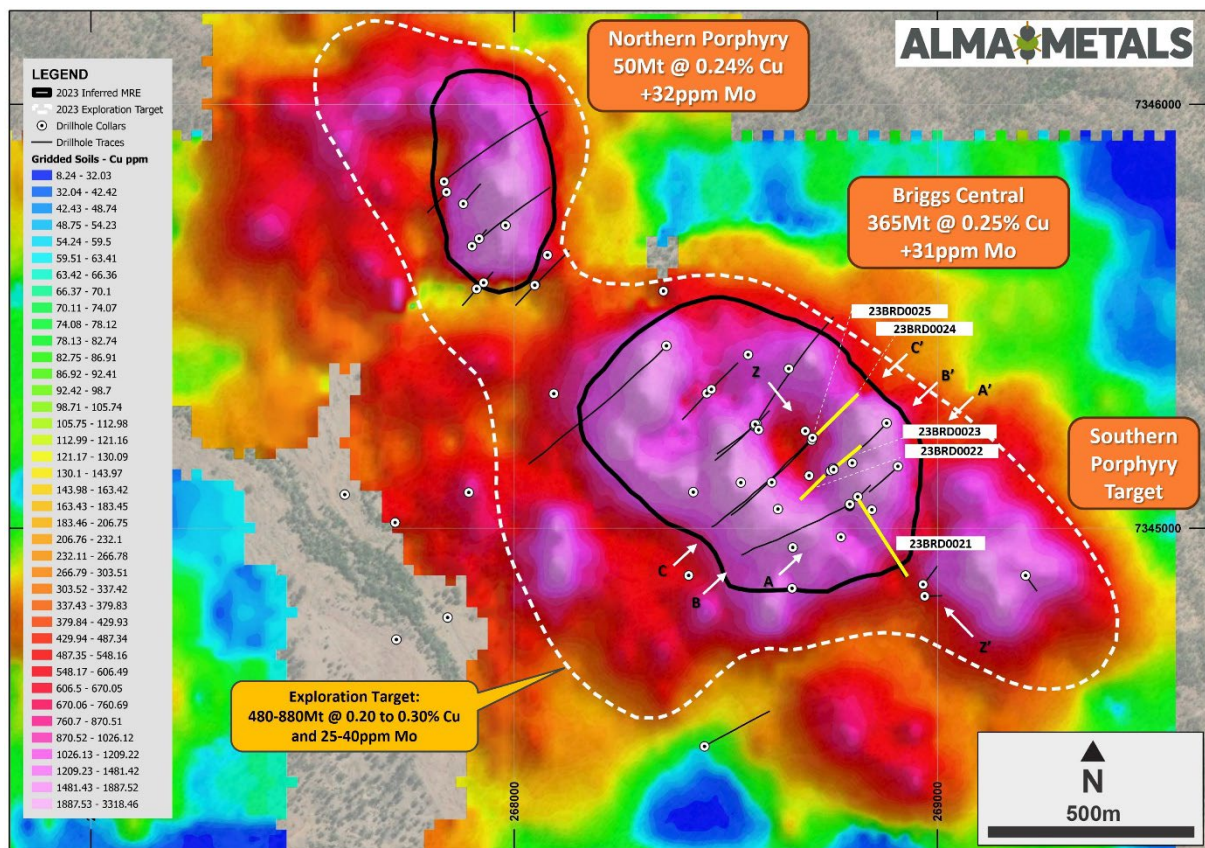 ALMA METALS
Northern Porphyry
50Mt @ 0.24% Cu
+32ppm Mo
LEGEND
2023 Inferred MRE
2023 Exploration Target
Drillhole Collars
Drillhole Traces
Gridded Soils - Cu ppm
8.24 - 32.03
32.04 - 42.42
42.43 - 48.74
48.75 - 54.23
54.24 - 59.5
59.51 - 63.41
63.42 - 66.36
66.37 - 70.1
70.11 - 74.07
74.08 - 78.12
78.13 - 82.74
82.75 - 86.91
86.92 - 92.41
92.42 - 98.7
98.71 - 105.74
105.75 - 112.98
112.99 - 121.16
121.17 - 130.09
130.1 - 143.97
143.98 - 163.42
163.43 - 183.45
183.46 - 206.75
206.76 - 232.1
232.11 - 266.78
266.79 - 303.51
303.52 - 337.42
337.43 - 379.83
379.84 - 429.93
429.94 - 487.34
487.35 - 548.16
548.17 - 606.49
606.5 - 670.05
670.06 - 760.69
760.7 - 870.51
870.52 - 1026.12
1026.13 - 1209.22
1209.23 - 1481.42
1481.43 - 1887.52
1887.53 - 3318.46
7346000
Briggs Central
365Mt @ 0.25% Cu
+31ppm Mo
23BRD0025
23BRD0024
C'
B'
A'
Z
23BRD0023
23BRD0022
Southern
Porphyry
Target
7345000
23BRD0021
C
B
A
Z'
Exploration Target:
480-880Mt @ 0.20 to 0.30% Cu
and 25-40ppm Mo
268000
269000
N
500m